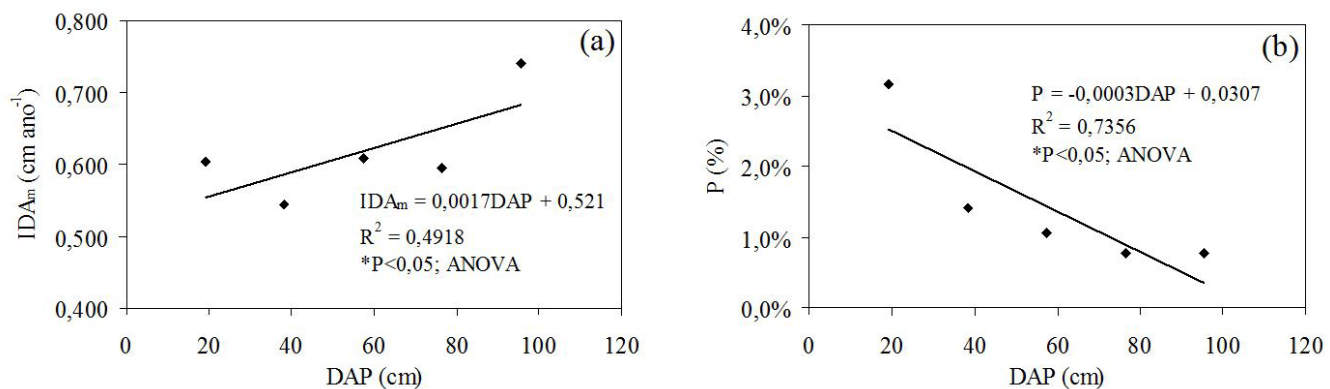 (a)
IDAm (cm ano-1)
0,800
0,700
0,600
0,500
0,400
IDAm = 0,0017DAP + 0,521
R2 = 0,4918
*P<0,05; ANOVA
0 20 40 60 80 100 120
DAP (cm)
(b)
P (%)
4,0%
3,0%
2,0%
1,0%
0,0%
P = -0,0003DAP + 0,0307
R2 = 0,7356
*P<0,05; ANOVA
0 20 40 60 80 100 120
DAP (cm)